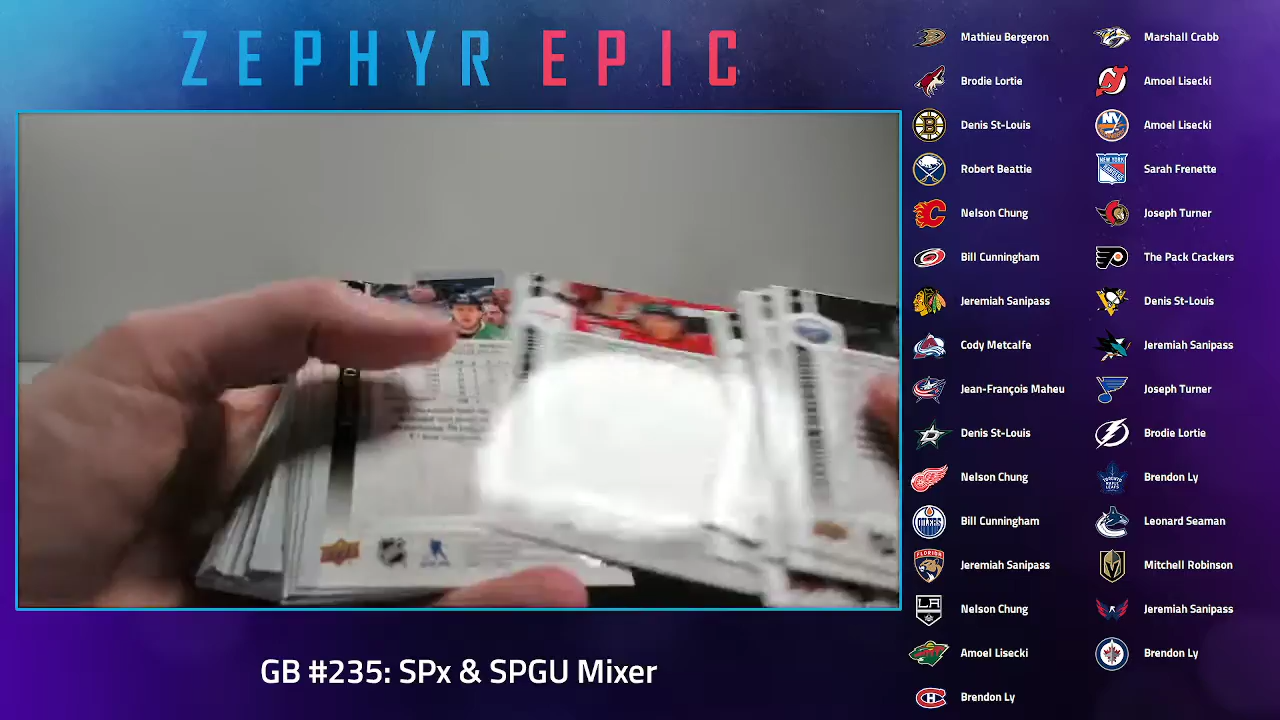 ZEPHYR EPIC
Mathieu Bergeron
Brodie Lortie
Denis St-Louis
Robert Beattie
Nelson Chung
Bill Cunningham
Jeremiah Sanipass
Cody Metcalfe
Jean-François Maheu
Denis St-Louis
Nelson Chung
Bill Cunningham
Jeremiah Sanipass
Nelson Chung
Amoel Lisecki
Brendon Ly
Marshall Crabb
Amoel Lisecki
Amoel Lisecki
Sarah Frenette
Joseph Turner
The Pack Crackers
Denis St-Louis
Jeremiah Sanipass
Joseph Turner
Brodie Lortie
Brendon Ly
Leonard Seaman
Mitchell Robinson
Jeremiah Sanipass
Brendon Ly
GB #235: SPx & SPGU Mixer